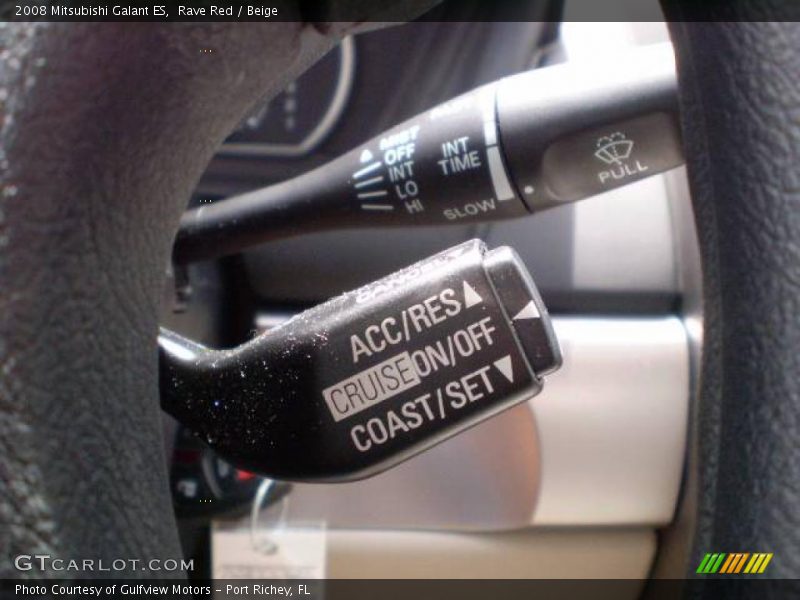 2008 Mitsubishi Galant ES, Rave Red / Beige
MIST
OFF
INT
LO
HI
INT
TIME
SLOW
PULL
CANCEL
ACC/RES
CRUISE ON/OFF
COAST/SET
GTCARLOT.COM
Photo Courtesy of Gulfview Motors - Port Richey, FL